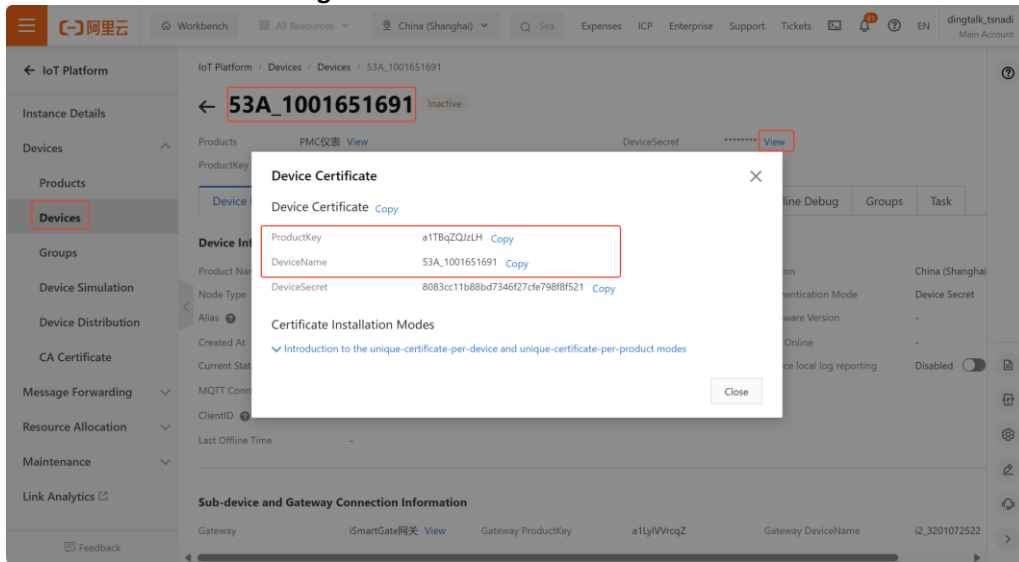 阿里云 Workbench All Resources China (Shanghai) Sea Expenses ICP Enterprise Support Tickets 41 EN dingtalk_tsnadi
Main Account
IoT Platform
IoT Platform / Devices / Devices / 53A_1001651691
53A_1001651691 Inactive
Instance Details
Devices
Products PMC仪表 View DeviceSecret ******** View
ProductKey
Products
Devices
Groups
Device Simulation
Device Distribution
CA Certificate
Message Forwarding
Resource Allocation
Maintenance
Link Analytics
Feedback
Device line Debug Groups Task
Device Certificate
Device Certificate Copy
ProductKey a1TBqZQJzLH Copy
DeviceName 53A_1001651691 Copy
DeviceSecret 8083cc11b88bd7346f27cfe798f8f521 Copy
Certificate Installation Modes
Introduction to the unique-certificate-per-device and unique-certificate-per-product modes
Close
Device Inf
Product Nar on China (Shanghai
Node Type hentication Mode Device Secret
Alias ware Version -
Created At Online -
Current Stat ce local log reporting Disabled
MQTT Conn
ClientID
Last Offline Time -
Sub-device and Gateway Connection Information
Gateway iSmartGate网关 View Gateway ProductKey a1LylVVrcqZ Gateway DeviceName i2_3201072522